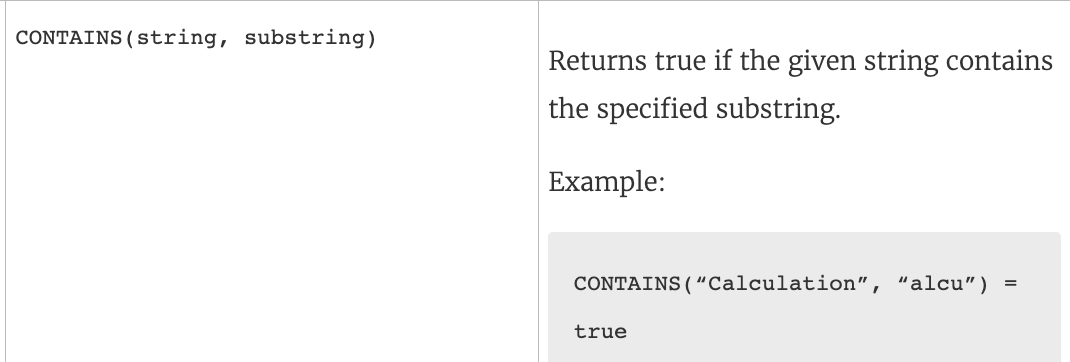 CONTAINS(string, substring)
Returns true if the given string contains
the specified substring.
Example:
CONTAINS(“Calculation”, “alcu”) =
true